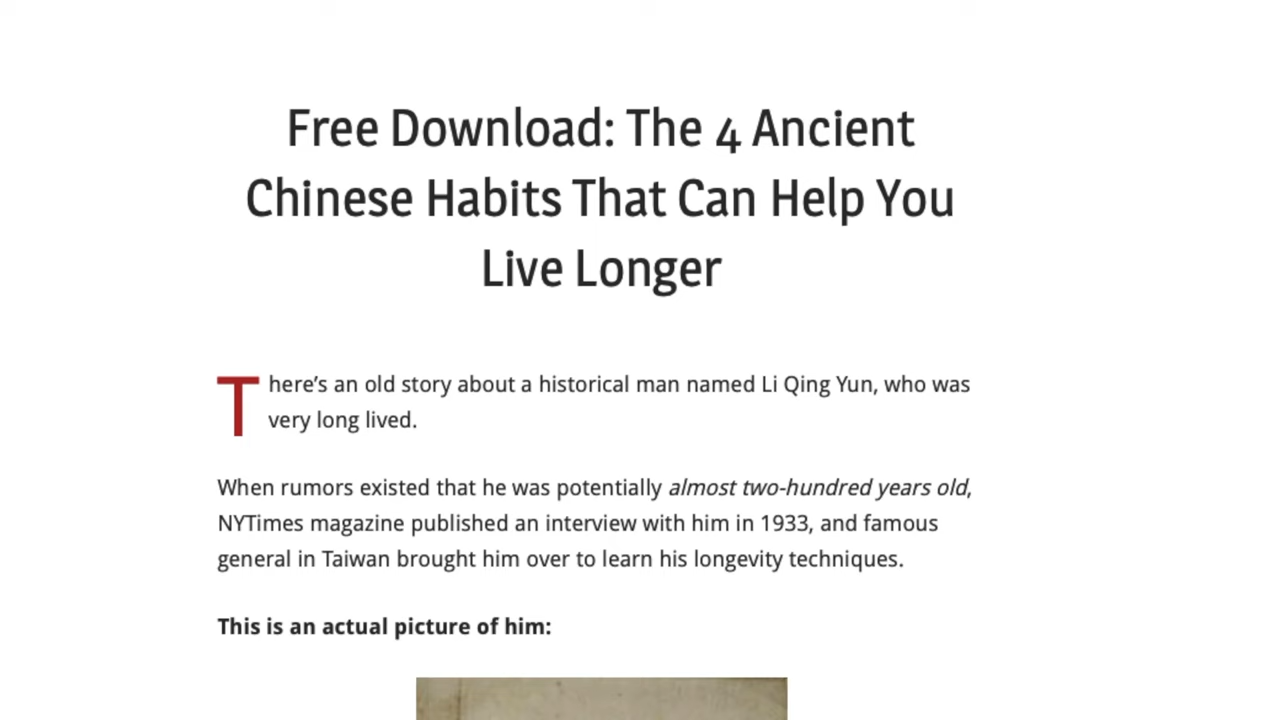 Free Download: The 4 Ancient
Chinese Habits That Can Help You
Live Longer
There’s an old story about a historical man named Li Qing Yun, who was
very long lived.
When rumors existed that he was potentially almost two-hundred years old,
NYTimes magazine published an interview with him in 1933, and famous
general in Taiwan brought him over to learn his longevity techniques.
This is an actual picture of him: